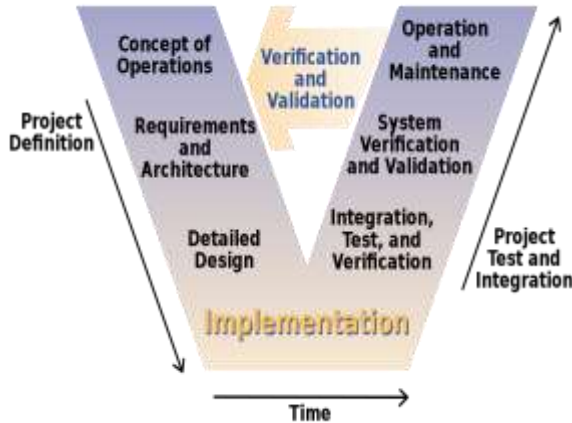 Concept of
Operations
Verification
and
Validation
Operation
and
Maintenance
Project
Definition
Requirements
and
Architecture
System
Verification
and Validation
Detailed
Design
Integration,
Test, and
Verification
Project
Test and
Integration
Implementation
Time